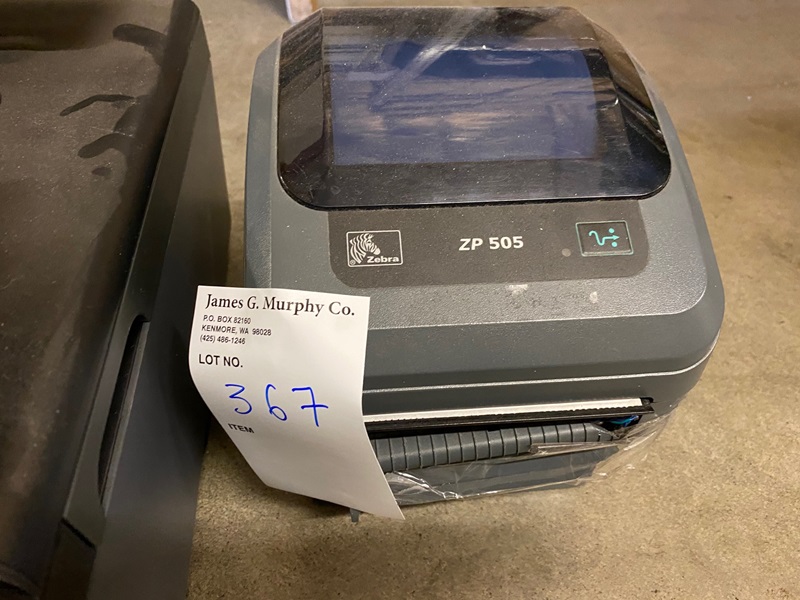 Zebra
ZP 505
James G. Murphy Co.
P.O. BOX 82160
KENMORE, WA 98028
(425) 486-1246
LOT NO.
367
ITEM